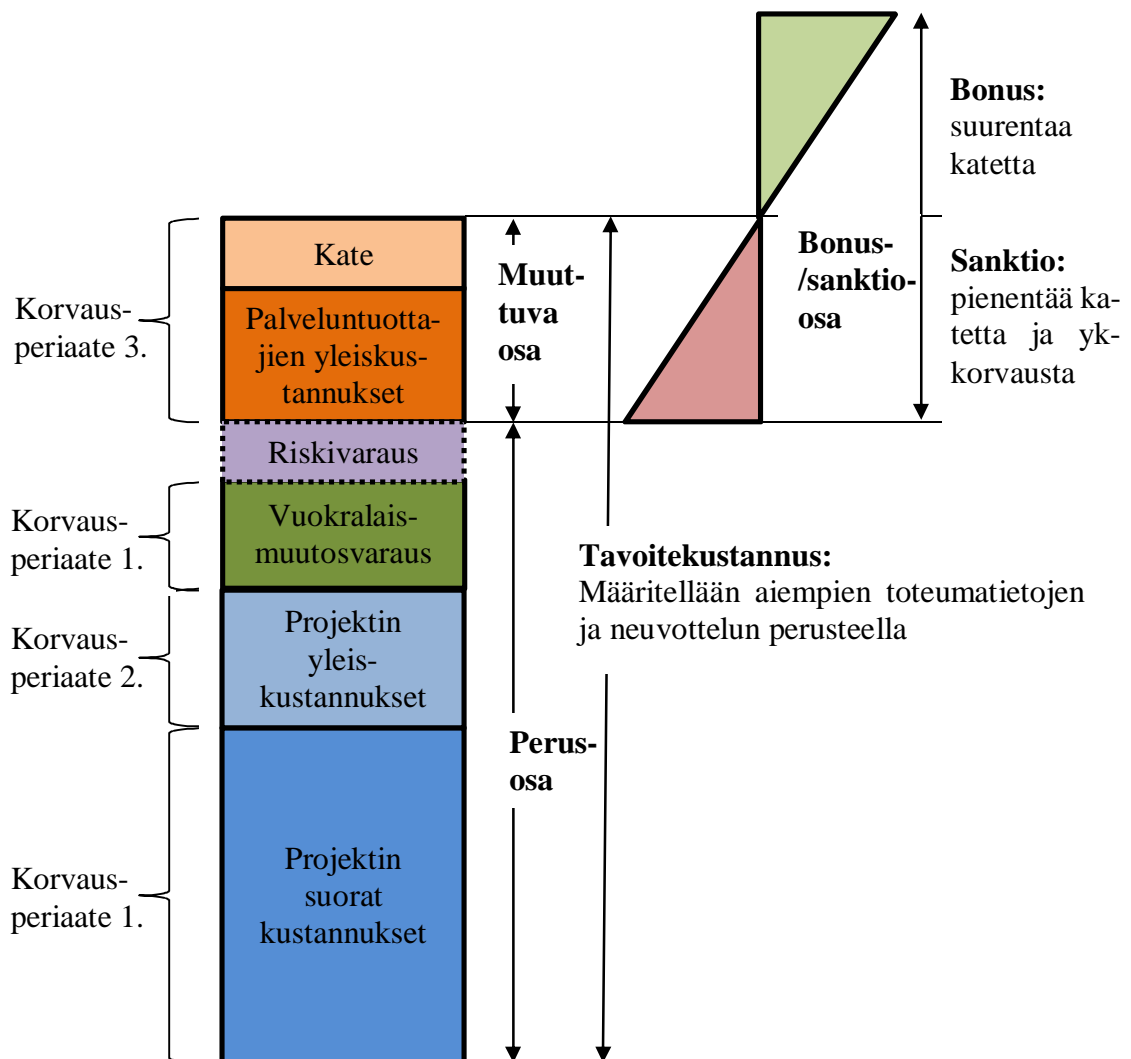 Bonus:
suurentaa
katetta
Kate
Muut-
tuva
osa
Bonus-
/sanktio-
osa
Sanktio:
pienentää ka-
tetta ja yk-
korvausta
Korvaus-
periaate 3.
Palveluntuotta-
jien yleiskus-
tannukset
Riskivaraus
Korvaus-
periaate 1.
Vuokralais-
muutosvaraus
Tavoitekustannus:
Määritellään aiempien toteumatietojen
ja neuvottelun perusteella
Korvaus-
periaate 2.
Projektin
yleis-
kustannukset
Perus-
osa
Korvaus-
periaate 1.
Projektin
suorat
kustannukset